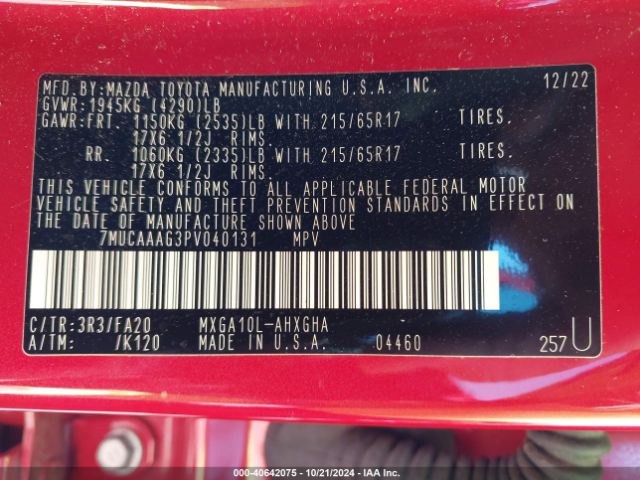 MFD.BY:MAZDA TOYOTA MANUFACTURING U.S.A. INC. 12/22
GVWR:1945KG (4290)LB
GAWR:FRT. 1150KG (2535)LB WITH 215/65R17 TIRES.
17X6 1/2J RIMS.
RR. 1060KG (2335)LB WITH 215/65R17 TIRES.
17X6 1/2J RIMS.
THIS VEHICLE CONFORMS TO ALL APPLICABLE FEDERAL MOTOR
VEHICLE SAFETY AND THEFT PREVENTION STANDARDS IN EFFECT ON
THE DATE OF MANUFACTURE SHOWN ABOVE
7MUCAAAG3PV040131 MPV
C/TR:3R3/FA20 MXGA10L-AHXGHA
A/TM: /K120 MADE IN U.S.A. 04460 257U
000-40642075 - 10/21/2024 - IAA Inc.